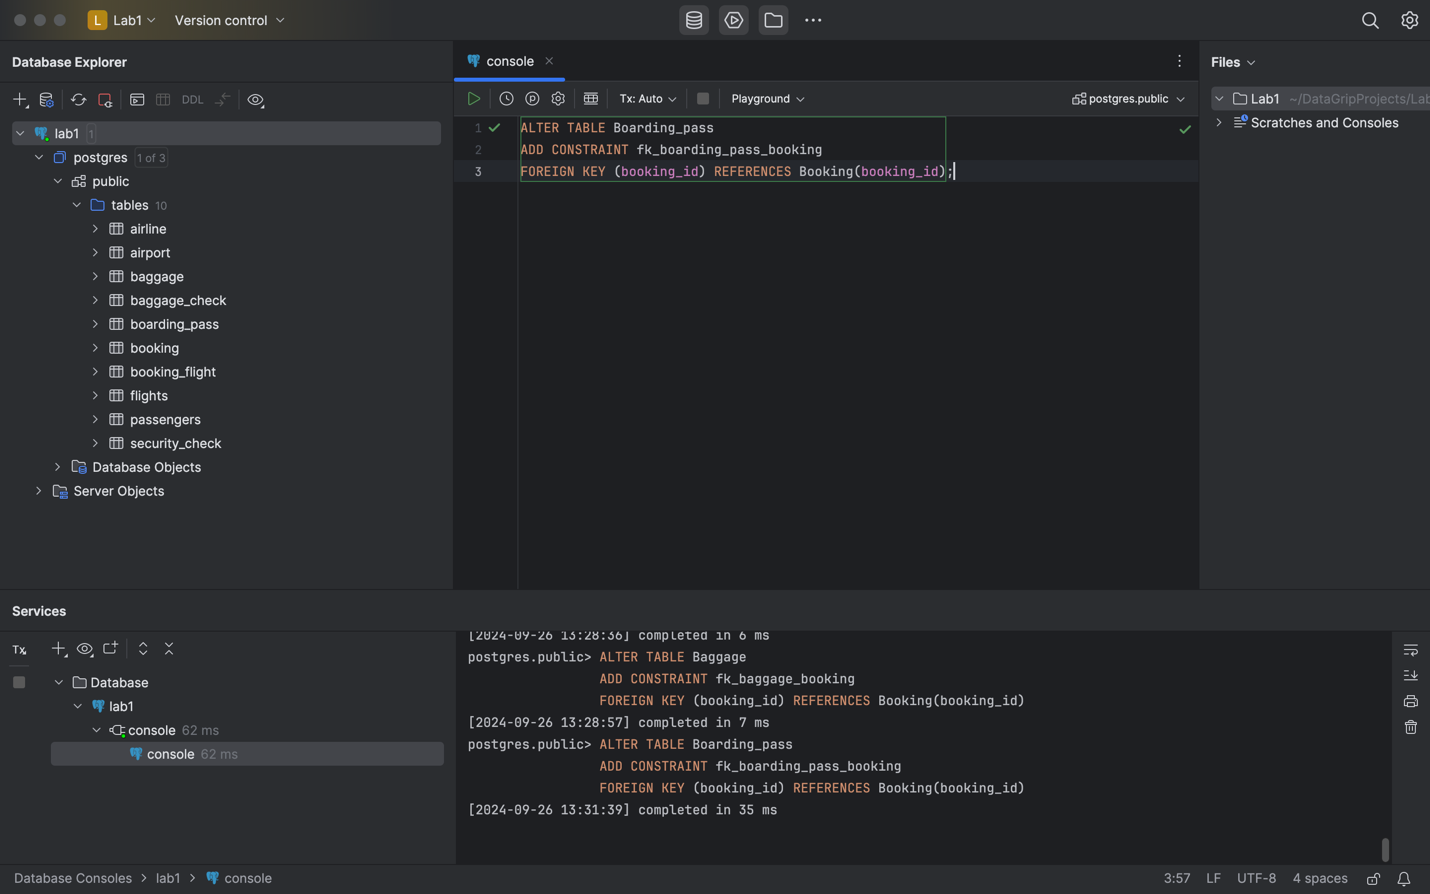 L Lab1 Version control
Database Explorer
DDL
lab1 1
postgres 1 of 3
public
tables 10
airline
airport
baggage
baggage_check
boarding_pass
booking
booking_flight
flights
passengers
security_check
Database Objects
Server Objects
console
Tx: Auto Playground postgres.public
1 ALTER TABLE Boarding_pass
2 ADD CONSTRAINT fk_boarding_pass_booking
3 FOREIGN KEY (booking_id) REFERENCES Booking(booking_id);
Files
Lab1 ~/DataGripProjects/Lab
Scratches and Consoles
Services
Tx
Database
lab1
console 62 ms
console 62 ms
[2024-09-26 13:28:36] completed in 6 ms
postgres.public> ALTER TABLE Baggage
ADD CONSTRAINT fk_baggage_booking
FOREIGN KEY (booking_id) REFERENCES Booking(booking_id)
[2024-09-26 13:28:57] completed in 7 ms
postgres.public> ALTER TABLE Boarding_pass
ADD CONSTRAINT fk_boarding_pass_booking
FOREIGN KEY (booking_id) REFERENCES Booking(booking_id)
[2024-09-26 13:31:39] completed in 35 ms
Database Consoles lab1 console
3:57 LF UTF-8 4 spaces